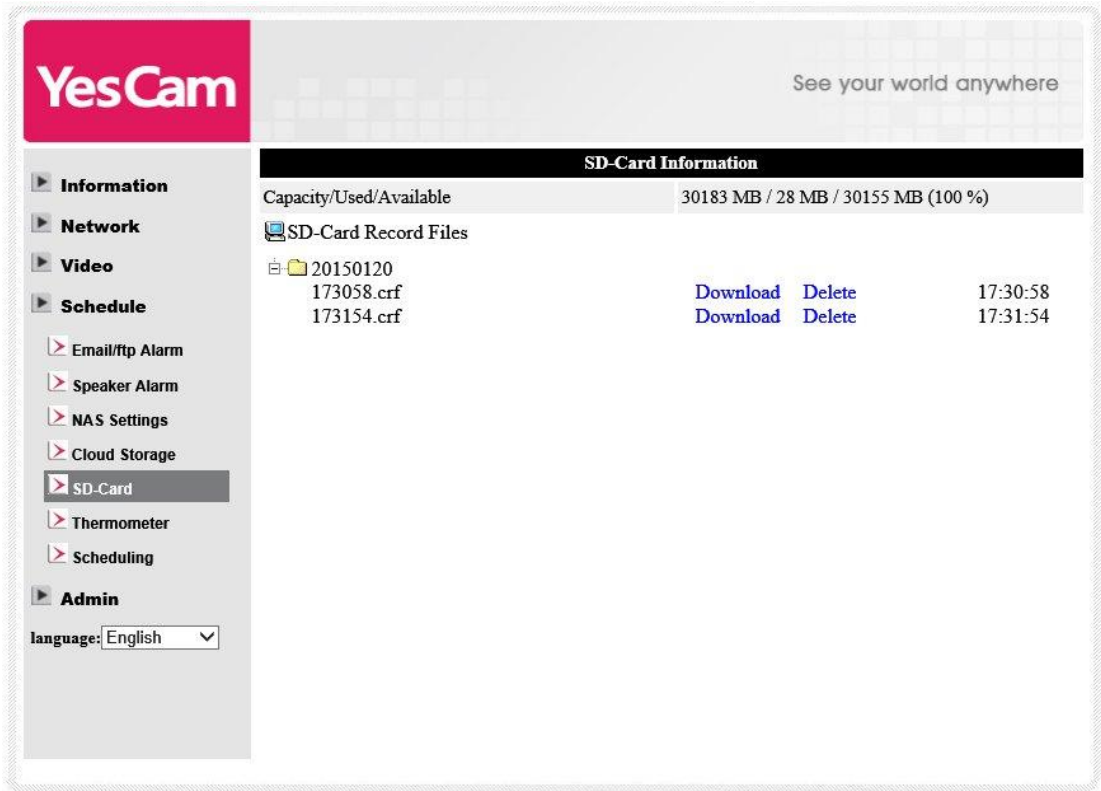 YesCam
See your world anywhere
Information
Network
Video
Schedule
Email/ftp Alarm
Speaker Alarm
NAS Settings
Cloud Storage
SD-Card
Thermometer
Scheduling
Admin
language: English
SD-Card Information
Capacity/Used/Available 30183 MB / 28 MB / 30155 MB (100 %)
SD-Card Record Files
20150120
173058.crf Download Delete 17:30:58
173154.crf Download Delete 17:31:54